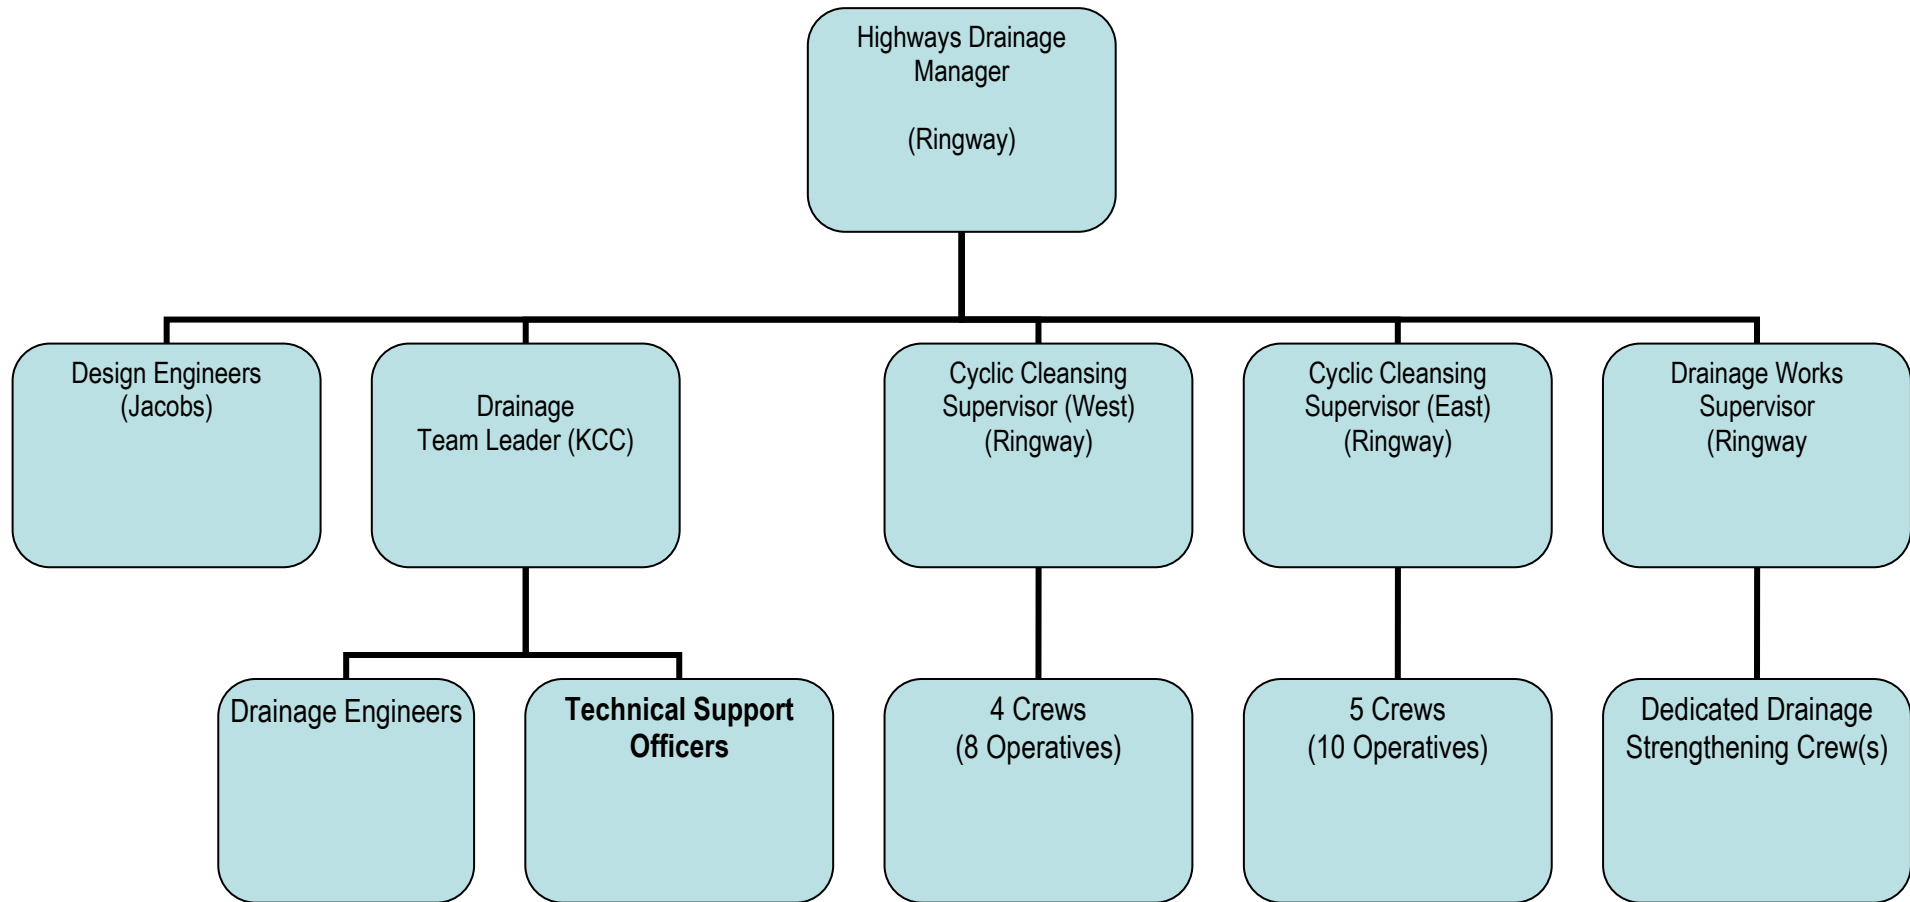 Highways Drainage
Manager
(Ringway)
Design Engineers
(Jacobs)
Drainage
Team Leader (KCC)
Cyclic Cleansing
Supervisor (West)
(Ringway)
Cyclic Cleansing
Supervisor (East)
(Ringway)
Drainage Works
Supervisor
(Ringway
Drainage Engineers
Technical Support
Officers
4 Crews
(8 Operatives)
5 Crews
(10 Operatives)
Dedicated Drainage
Strengthening Crew(s)